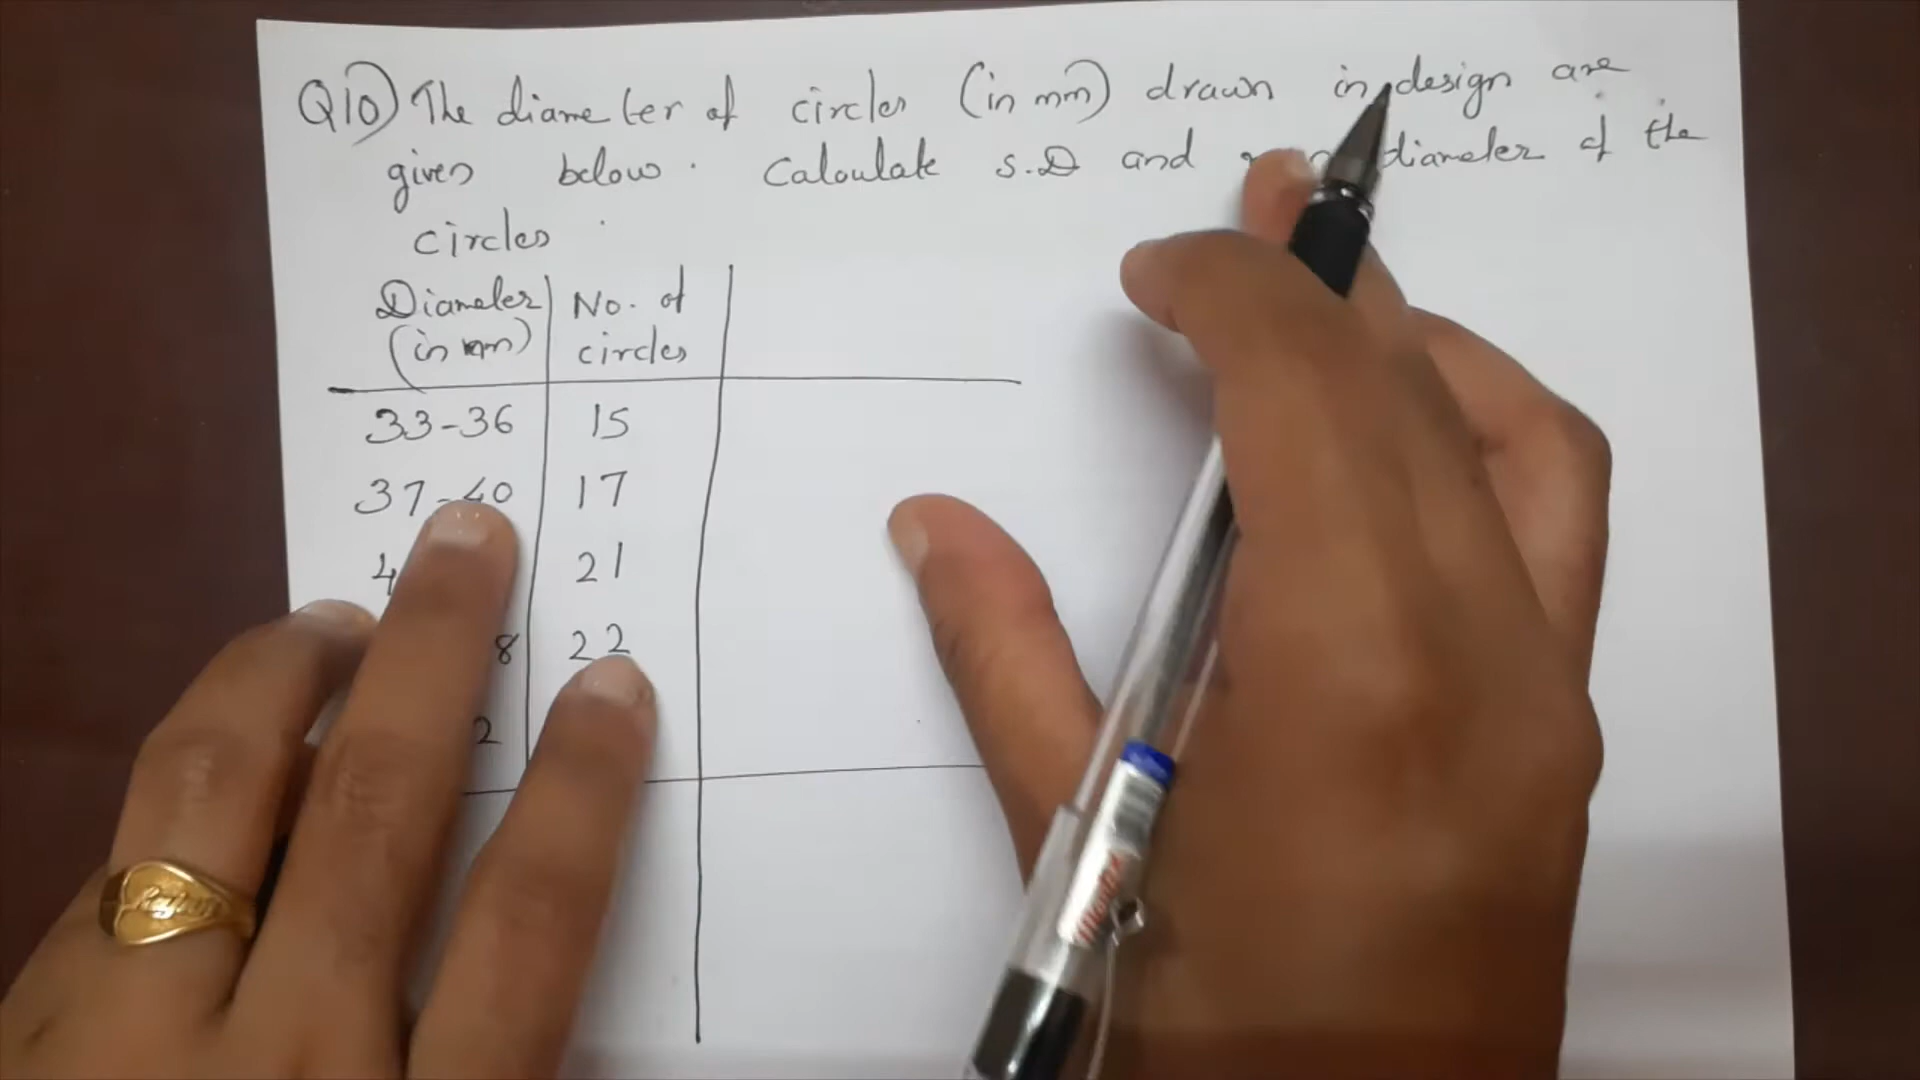 Q10) The diameter of circles (in mm) drawn in design are
given below. Calculate S.D and diameter of the
circles
Diameter No. of
(in mm) circles
33-36 15
37-40 17
4 21
8 22
2